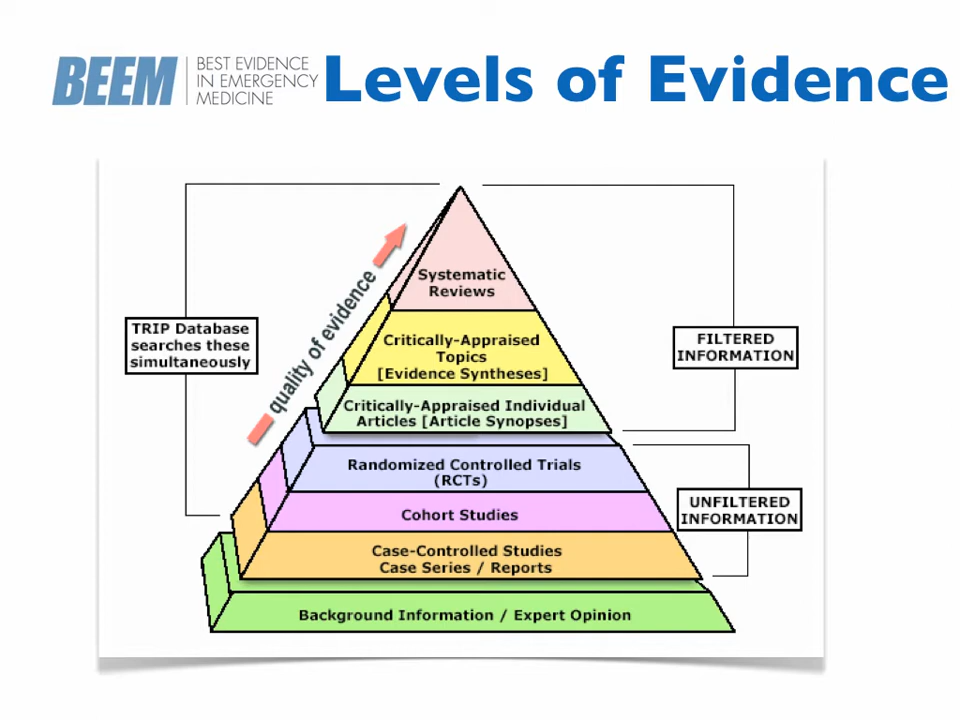 BEEM
BEST EVIDENCE
IN EMERGENCY
MEDICINE
Levels of Evidence
TRIP Database
searches these
simultaneously
quality of evidence
Systematic
Reviews
Critically-Appraised
Topics
[Evidence Syntheses]
Critically-Appraised Individual
Articles [Article Synopses]
Randomized Controlled Trials
(RCTs)
Cohort Studies
Case-Controlled Studies
Case Series / Reports
Background Information / Expert Opinion
FILTERED
INFORMATION
UNFILTERED
INFORMATION